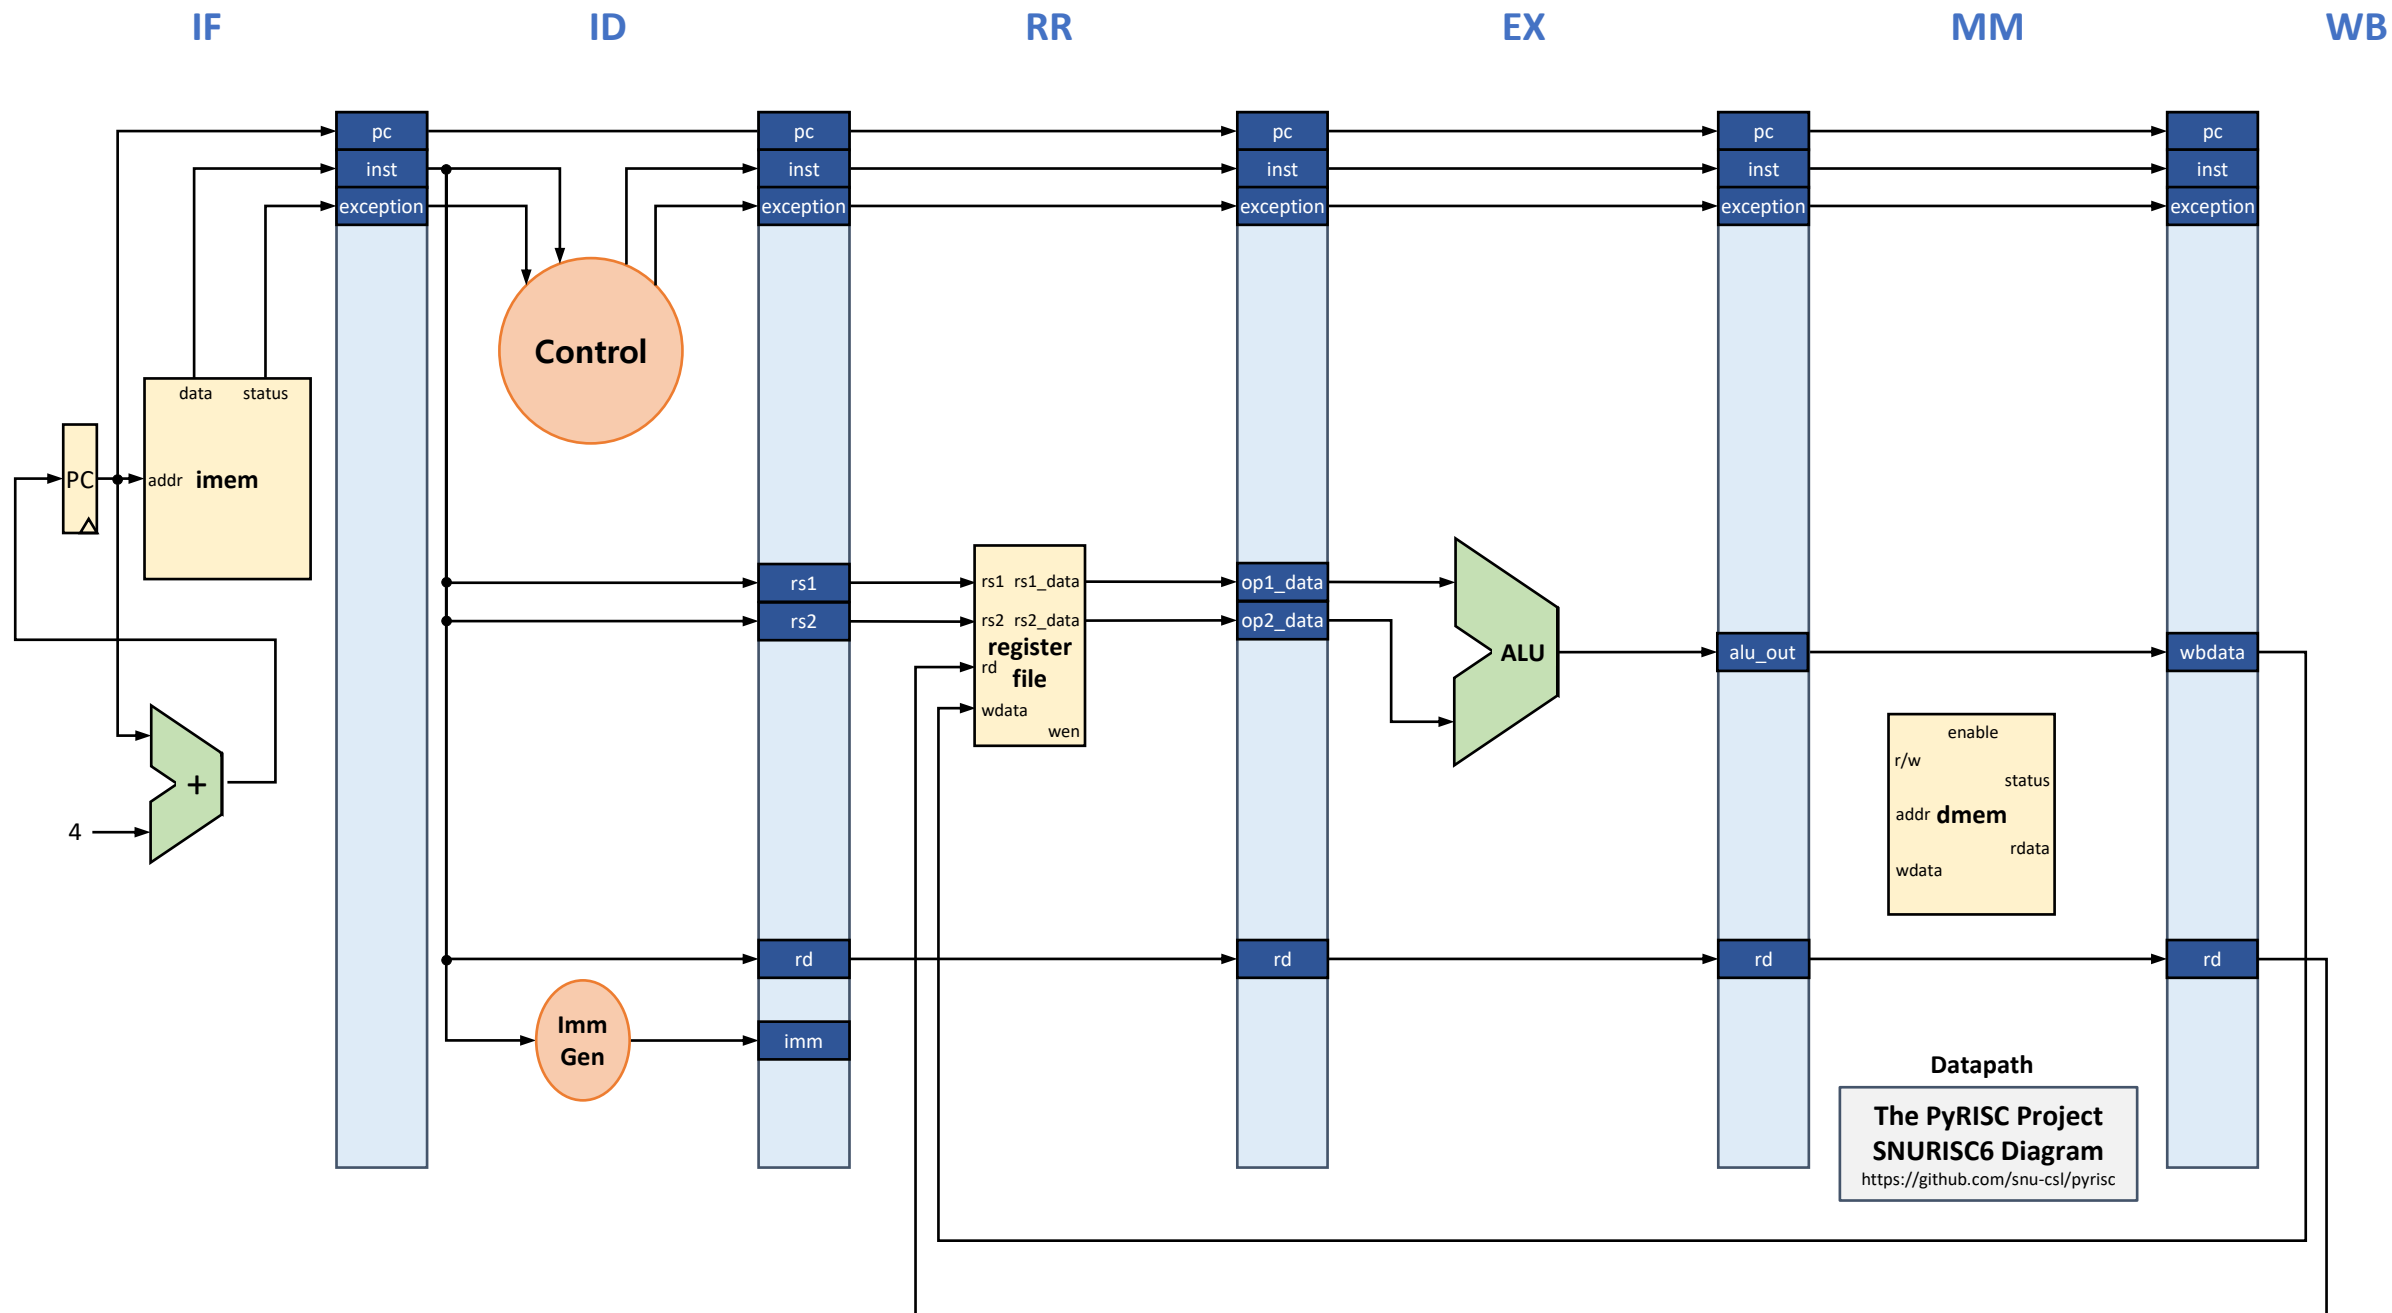 IF
ID
RR
EX
MM
WB
pc
inst
exception
pc
inst
exception
pc
inst
exception
pc
inst
exception
pc
inst
exception
Control
data status
PC
addr imem
+
4
rs1
rs2
rd
imm
Imm
Gen
rs1 rs1_data
rs2 rs2_data
register
rd
file
wdata
wen
op1_data
op2_data
rd
ALU
alu_out
rd
enable
r/w
status
addr dmem
rdata
wdata
wbdata
rd
Datapath
The PyRISC Project
SNURISC6 Diagram
https://github.com/snu-csl/pyrisc